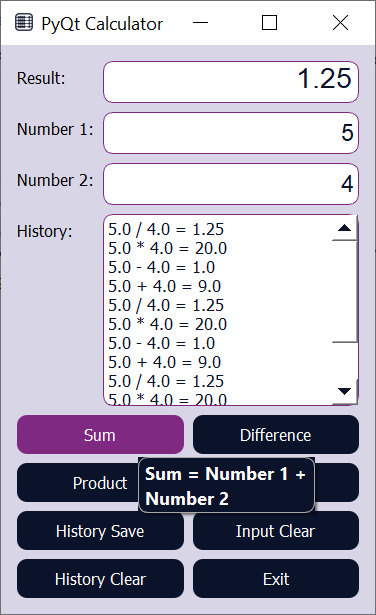 PyQt Calculator
Result:
1.25
Number 1:
5
Number 2:
4
History:
5.0 / 4.0 = 1.25
5.0 * 4.0 = 20.0
5.0 - 4.0 = 1.0
5.0 + 4.0 = 9.0
5.0 / 4.0 = 1.25
5.0 * 4.0 = 20.0
5.0 - 4.0 = 1.0
5.0 + 4.0 = 9.0
5.0 / 4.0 = 1.25
5.0 * 4.0 = 20.0
Sum
Difference
Product
Sum = Number 1 +
Number 2
History Save
Input Clear
History Clear
Exit